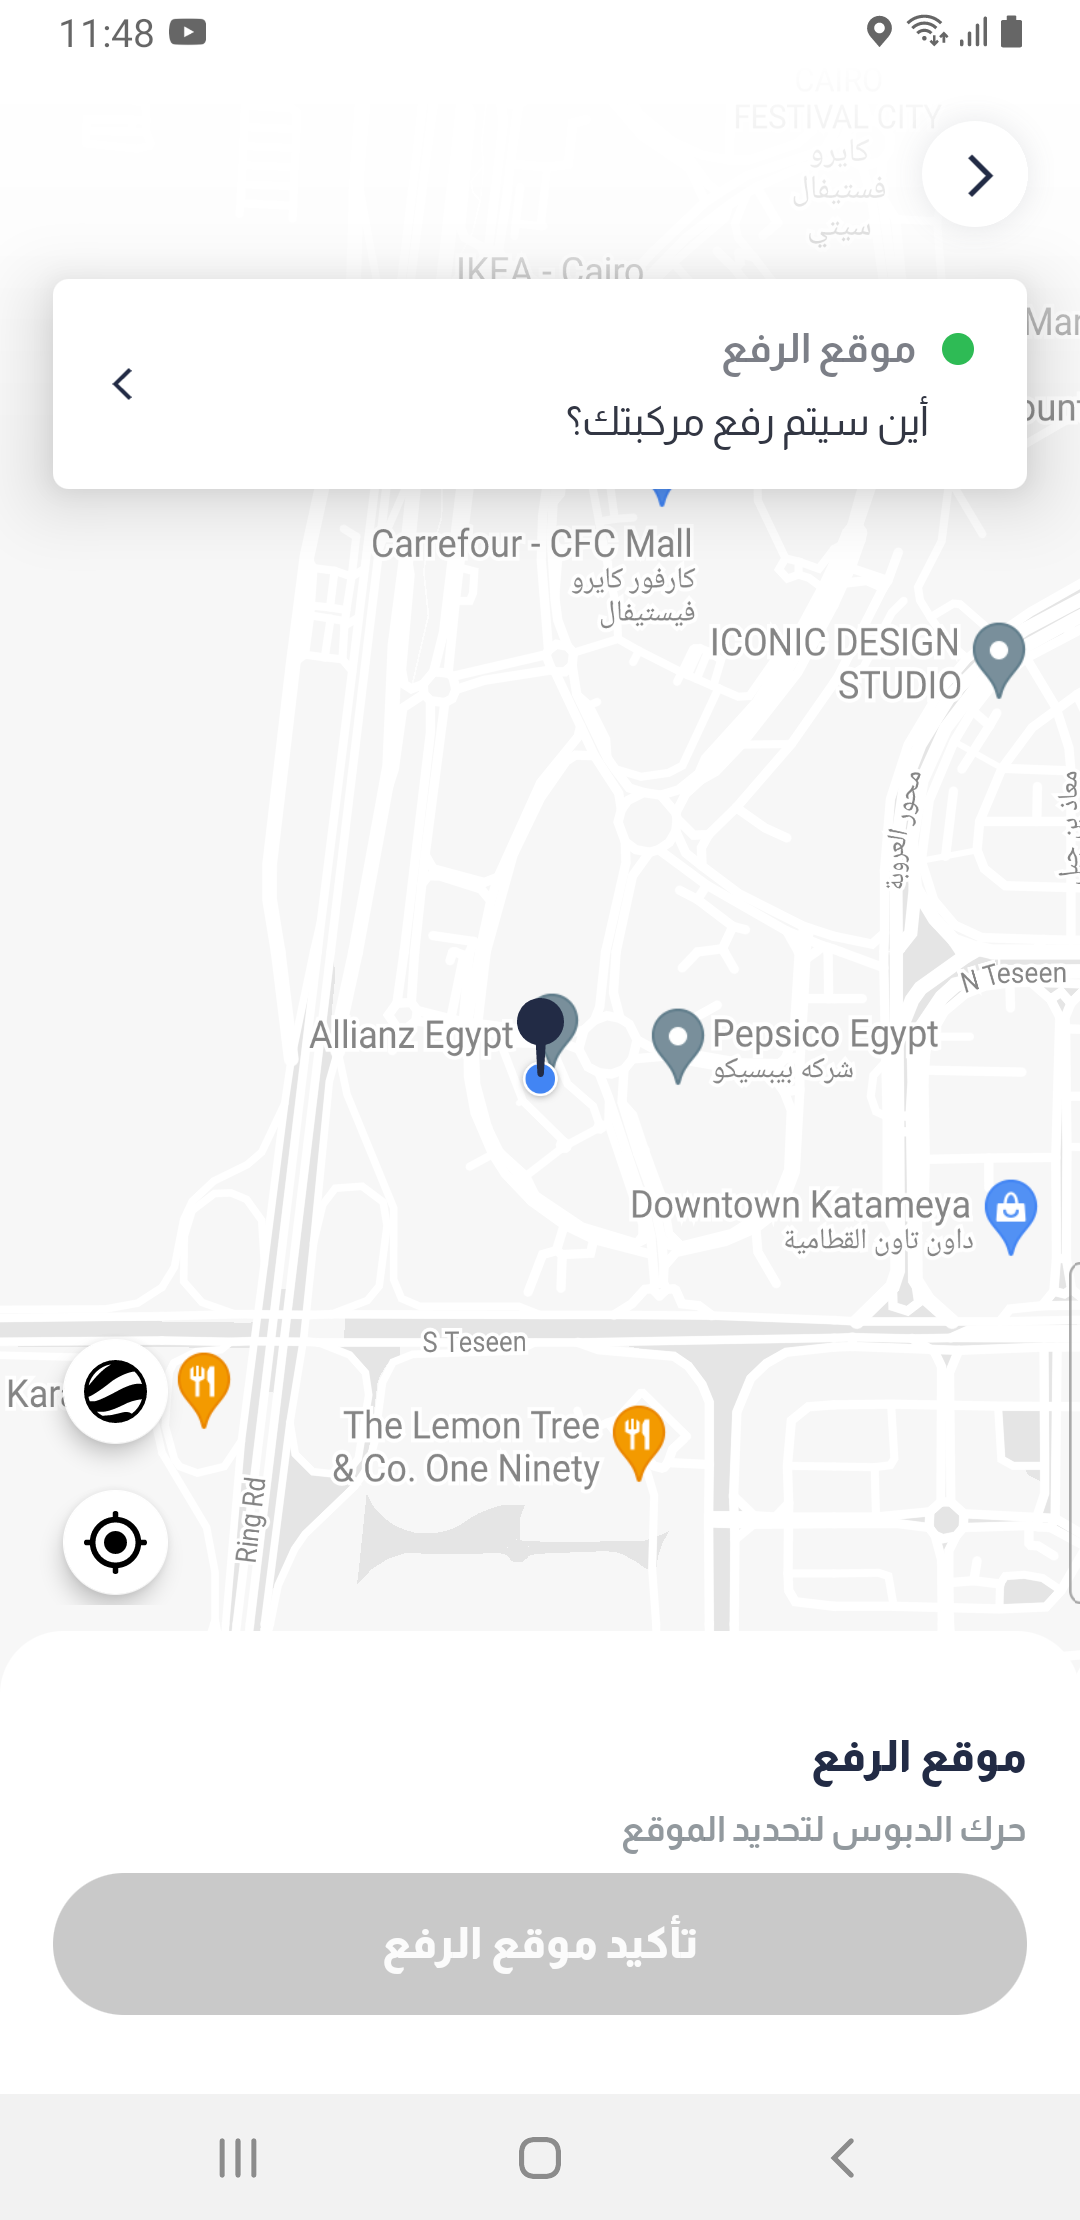 11:48
CAIRO
FESTIVAL CITY
كايرو
فستيفال
سيتي
IKEA - Cairo
موقع الرفع
أين سيتم رفع مركبتك؟
Carrefour - CFC Mall
كارفور كايرو
فيستيفال
ICONIC DESIGN
STUDIO
محور العروبة
معاذ بن جبل
N Teseen
Allianz Egypt
Pepsico Egypt
شركه بيبسيكو
Downtown Katameya
داون تاون القطامية
S Teseen
The Lemon Tree
& Co. One Ninety
Ring Rd
موقع الرفع
حرك الدبوس لتحديد الموقع
تأكيد موقع الرفع